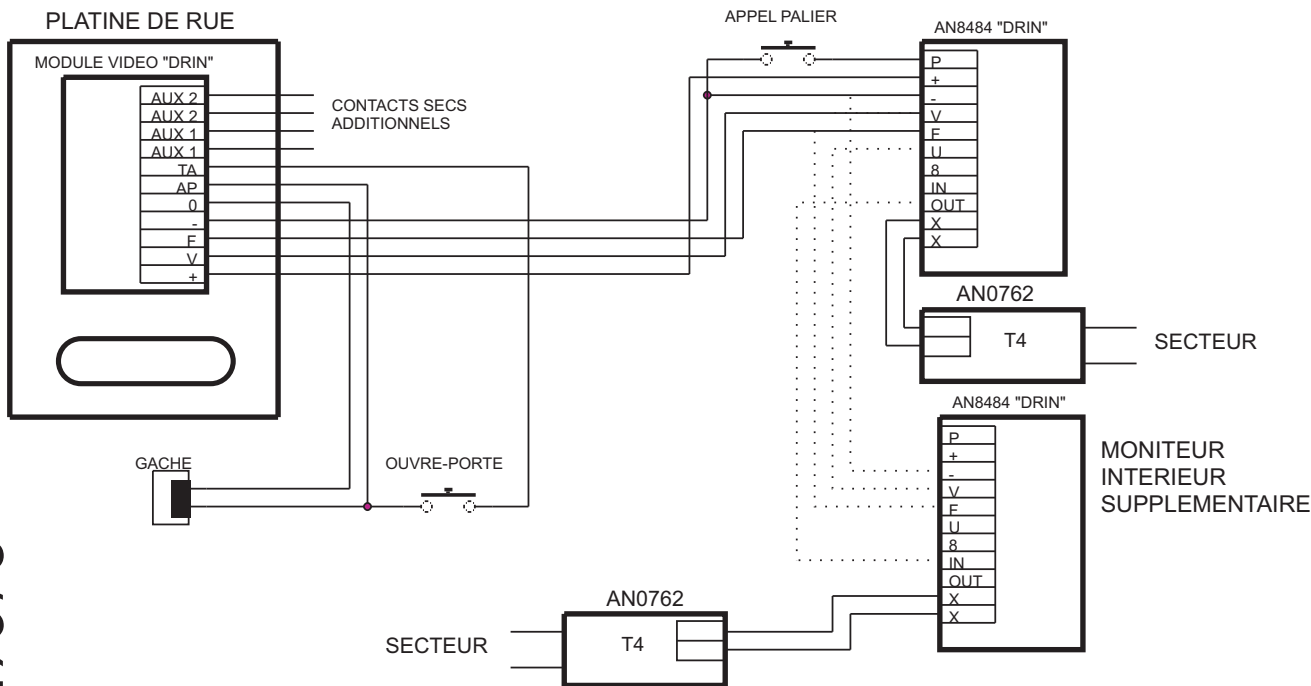 PLATINE DE RUE
MODULE VIDEO "DRIN"
AUX 2
AUX 2
AUX 1
AUX 1
TA
AP
0
-
F
V
+
CONTACTS SECS
ADDITIONNELS
APPEL PALIER
AN8484 "DRIN"
P
+
-
V
F
U
8
IN
OUT
X
X
AN0762
T4
SECTEUR
GACHE
OUVRE-PORTE
AN8484 "DRIN"
P
+
-
V
F
U
8
IN
OUT
X
X
MONITEUR
INTERIEUR
SUPPLEMENTAIRE
AN0762
T4
SECTEUR